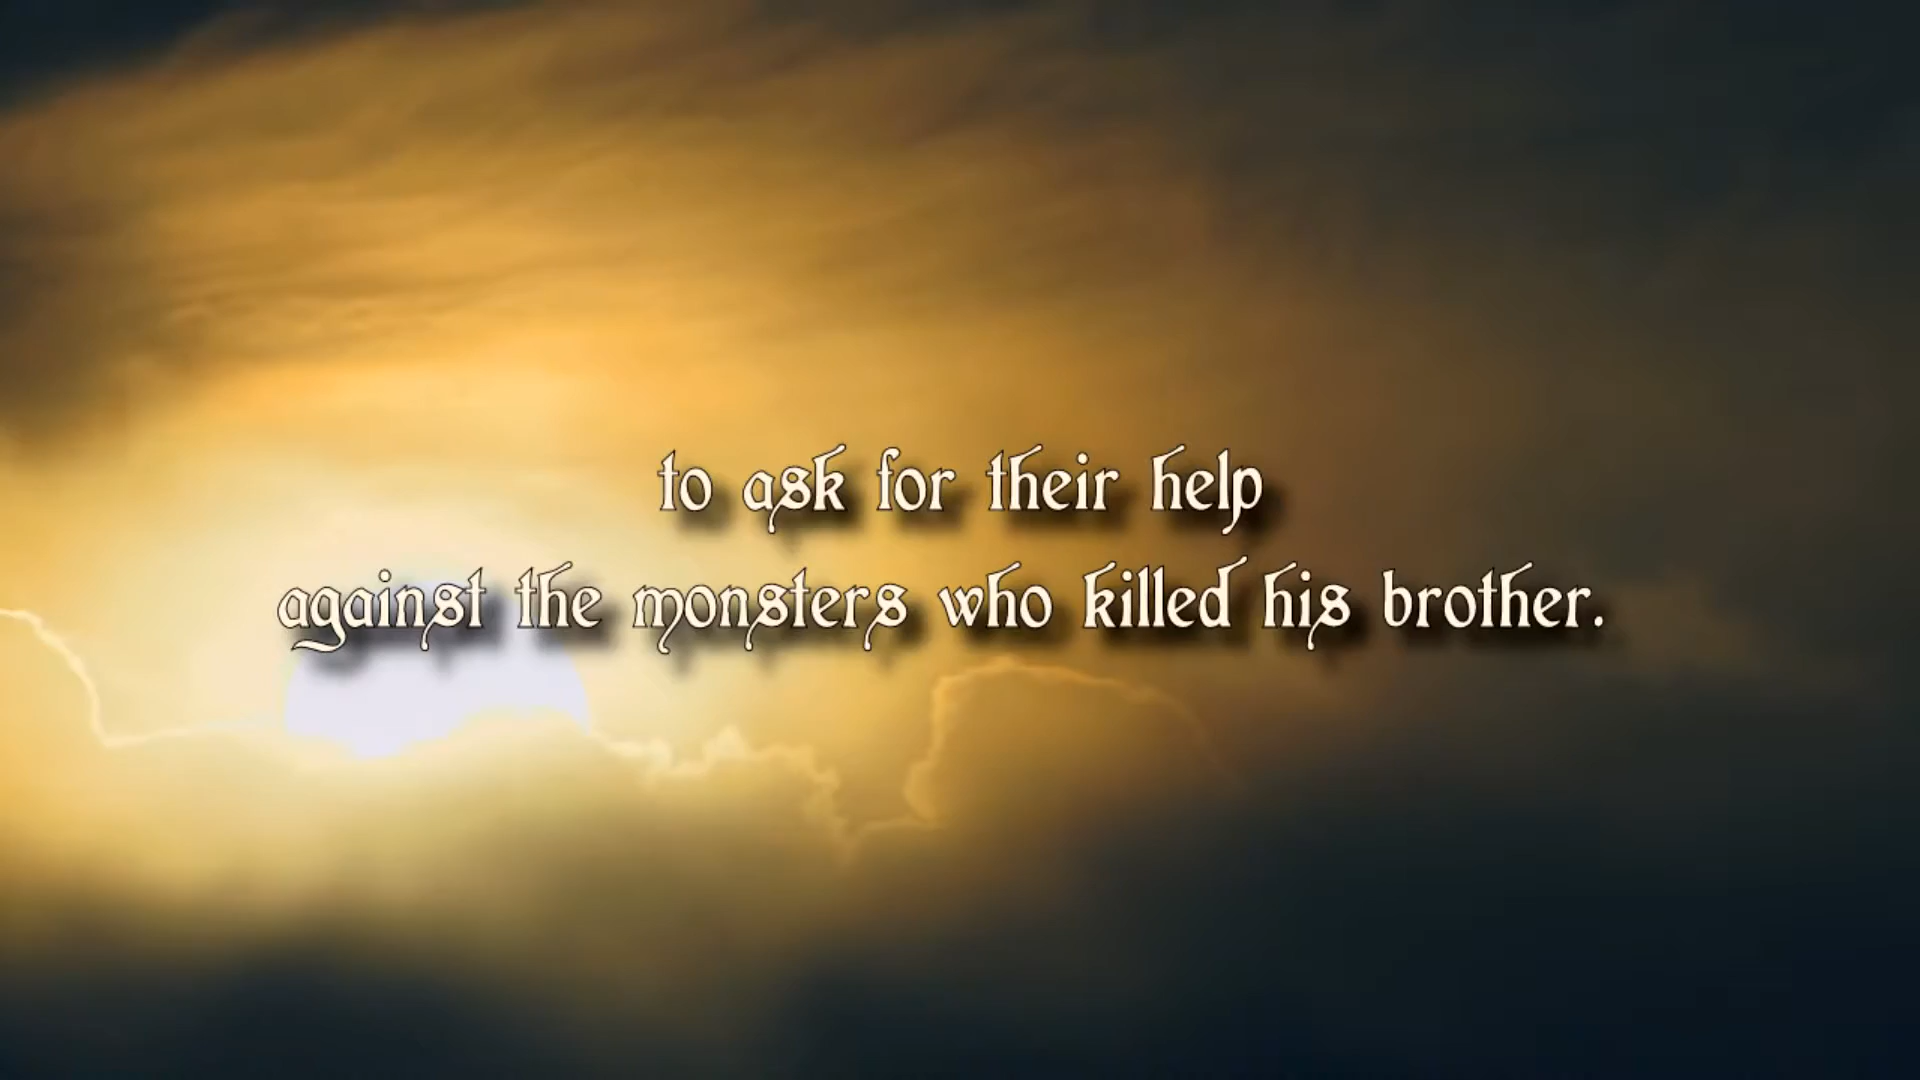 to ask for their help
against the monsters who killed his brother.